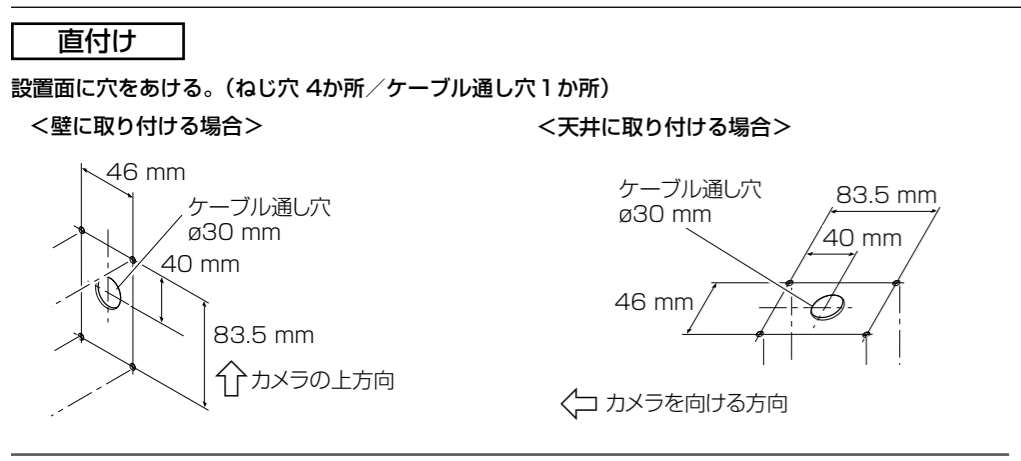 直付け
設置面に穴をあける。（ねじ穴 4か所／ケーブル通し穴1か所）
＜壁に取り付ける場合＞
46 mm
ケーブル通し穴
ø30 mm
40 mm
83.5 mm
カメラの上方向
＜天井に取り付ける場合＞
ケーブル通し穴
ø30 mm
83.5 mm
40 mm
46 mm
カメラを向ける方向